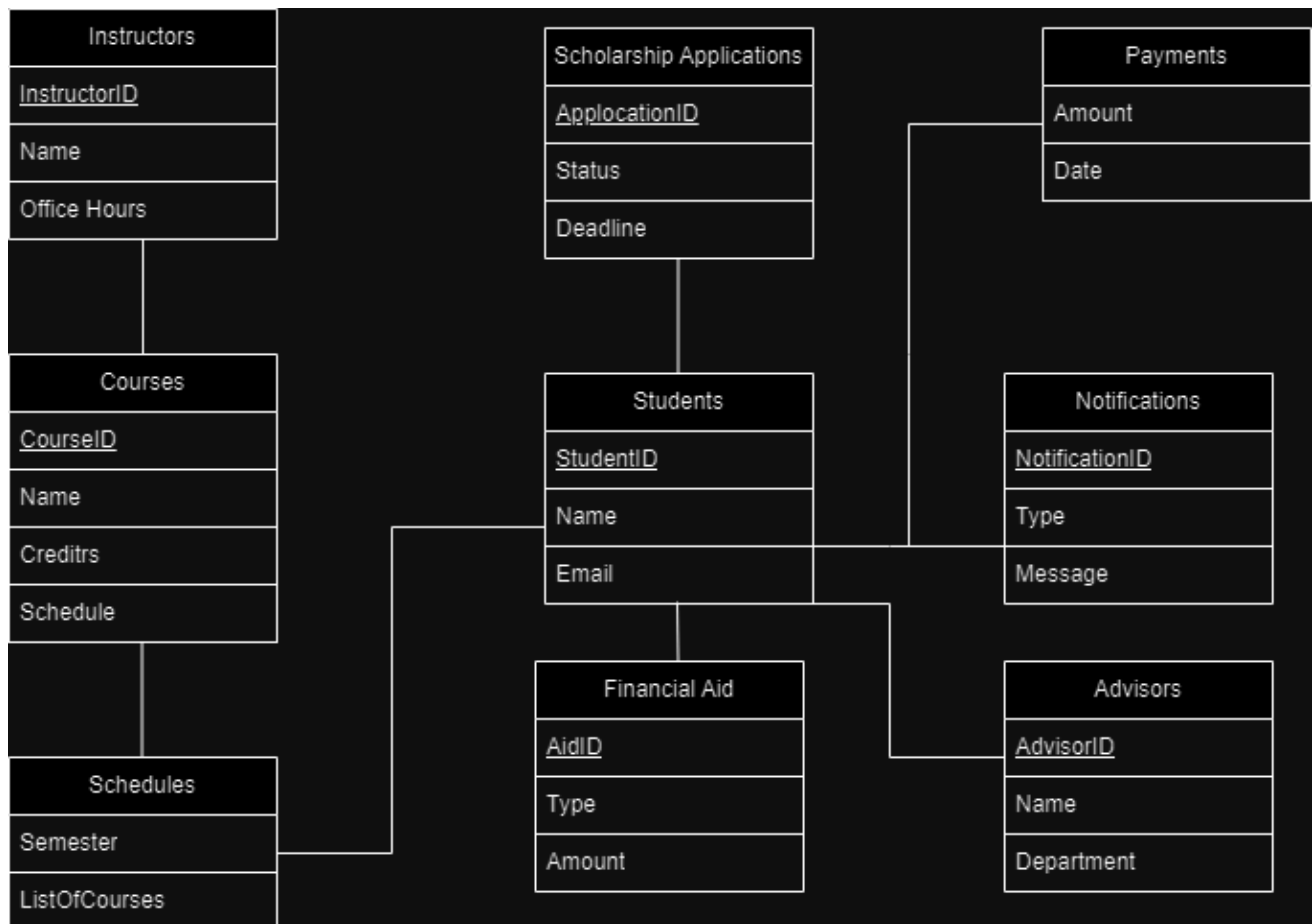 Instructors
InstructorID
Name
Office Hours
Scholarship Applications
ApplocationID
Status
Deadline
Payments
Amount
Date
Courses
CourseID
Name
Creditrs
Schedule
Students
StudentID
Name
Email
Notifications
NotificationID
Type
Message
Schedules
Semester
ListOfCourses
Financial Aid
AidID
Type
Amount
Advisors
AdvisorID
Name
Department